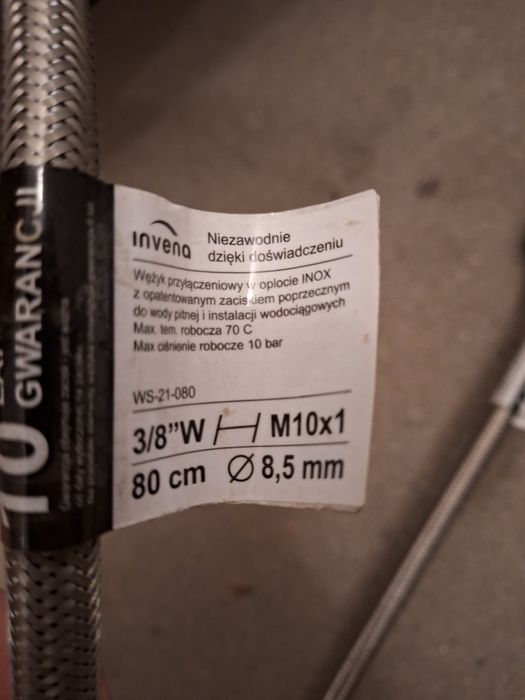 invena
Niezawodnie
dzięki doświadczeniu
Wężyk przyłączeniowy w oplocie INOX
z opatentowanym zaciskiem poprzecznym
do wody pitnej i instalacji wodociągowych
Max. tem. robocza 70 C
Max ciśnienie robocze 10 bar
WS-21-080
3/8”W M10x1
80 cm Ø 8,5 mm
10
GWARANCJI